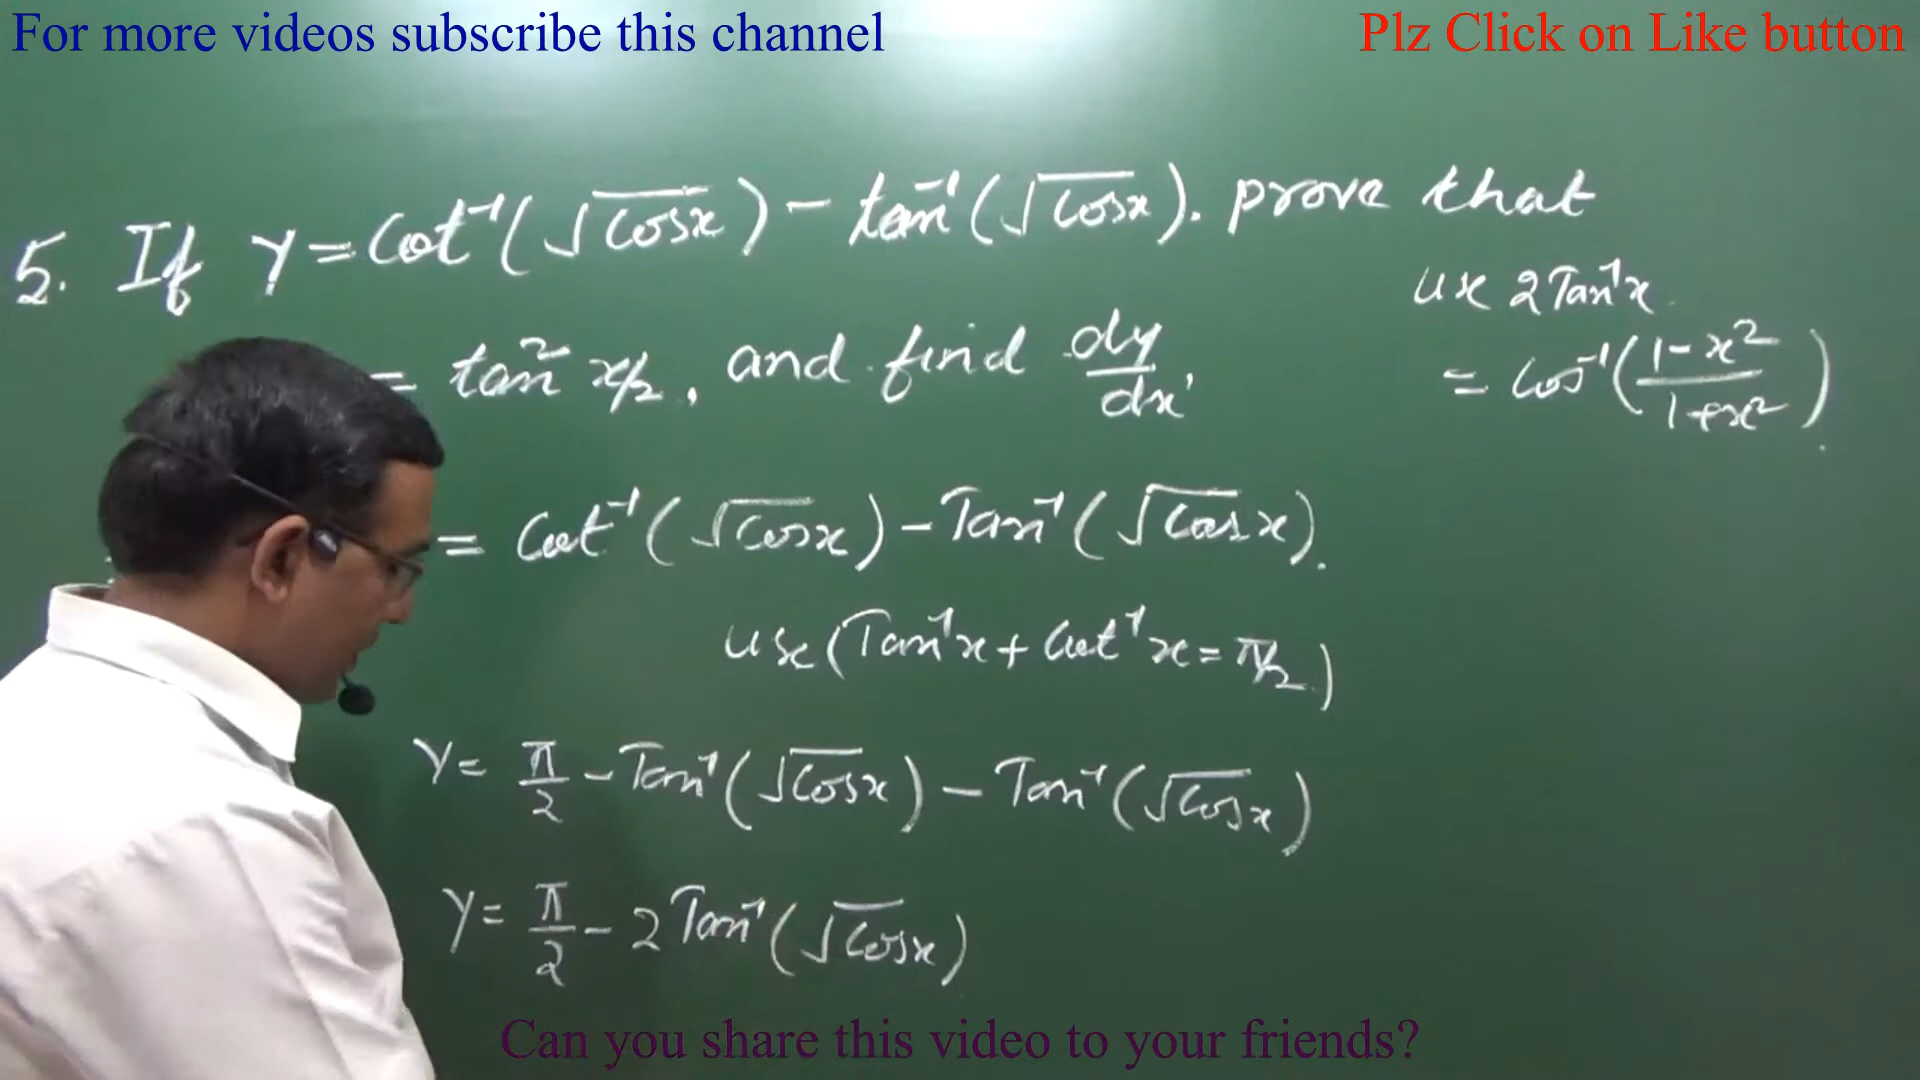 For more videos subscribe this channel
Plz Click on Like button
5. If y = Cot⁻¹(√Cosx) - tan⁻¹(√Cosx). prove that
= tan² x/2, and find dy/dx.
use 2Tan⁻¹x
= Cos⁻¹((1-x²)/(1+x²)).
= Cot⁻¹(√Cosx) - Tan⁻¹(√Cosx).
use (Tan⁻¹x + Cot⁻¹x = π/2)
y = π/2 - Tan⁻¹(√Cosx) - Tan⁻¹(√Cosx)
y = π/2 - 2Tan⁻¹(√Cosx)
Can you share this video to your friends?